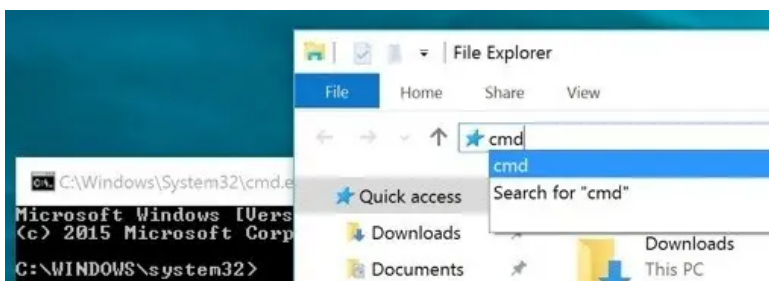 File Explorer
File Home Share View
cmd
cmd
Search for "cmd"
Quick access
Downloads
Documents
Downloads
This PC
C:\Windows\System32\cmd.e
Microsoft Windows [Vers
(c) 2015 Microsoft Corp
C:\WINDOWS\system32>